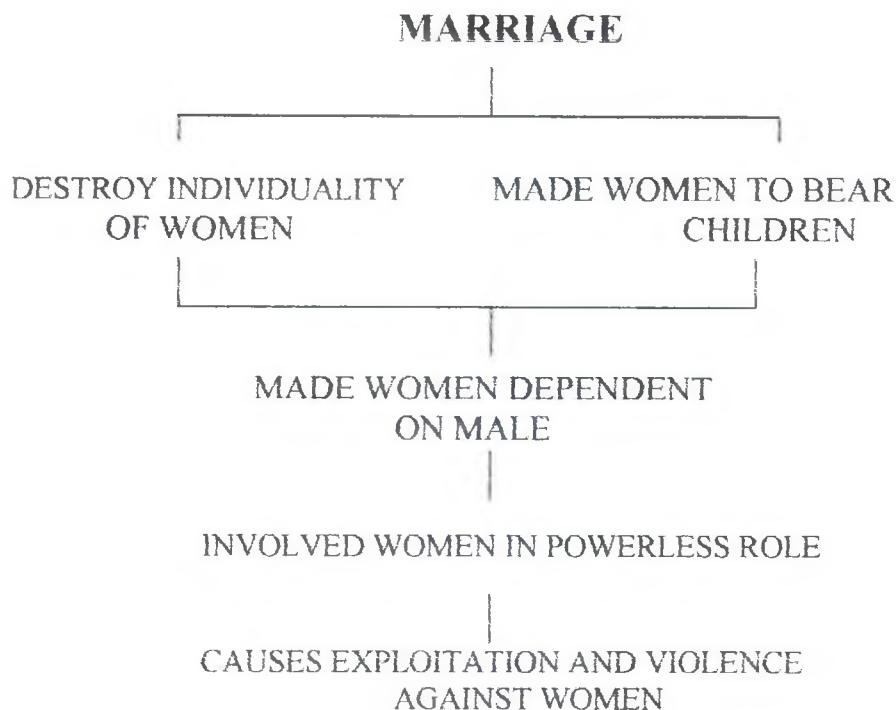 MARRIAGE
DESTROY INDIVIDUALITY
OF WOMEN
MADE WOMEN TO BEAR
CHILDREN
MADE WOMEN DEPENDENT
ON MALE
INVOLVED WOMEN IN POWERLESS ROLE
CAUSES EXPLOITATION AND VIOLENCE
AGAINST WOMEN